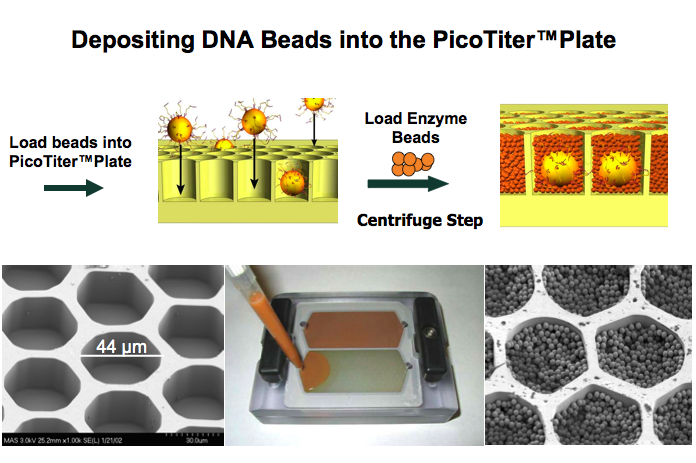 Depositing DNA Beads into the PicoTiter™Plate
Load beads into
PicoTiter™Plate
Load Enzyme
Beads
Centrifuge Step
44 µm
MAS 3.0kV 25.2mm x1.00k SE(L) 1/21/02
30.0um